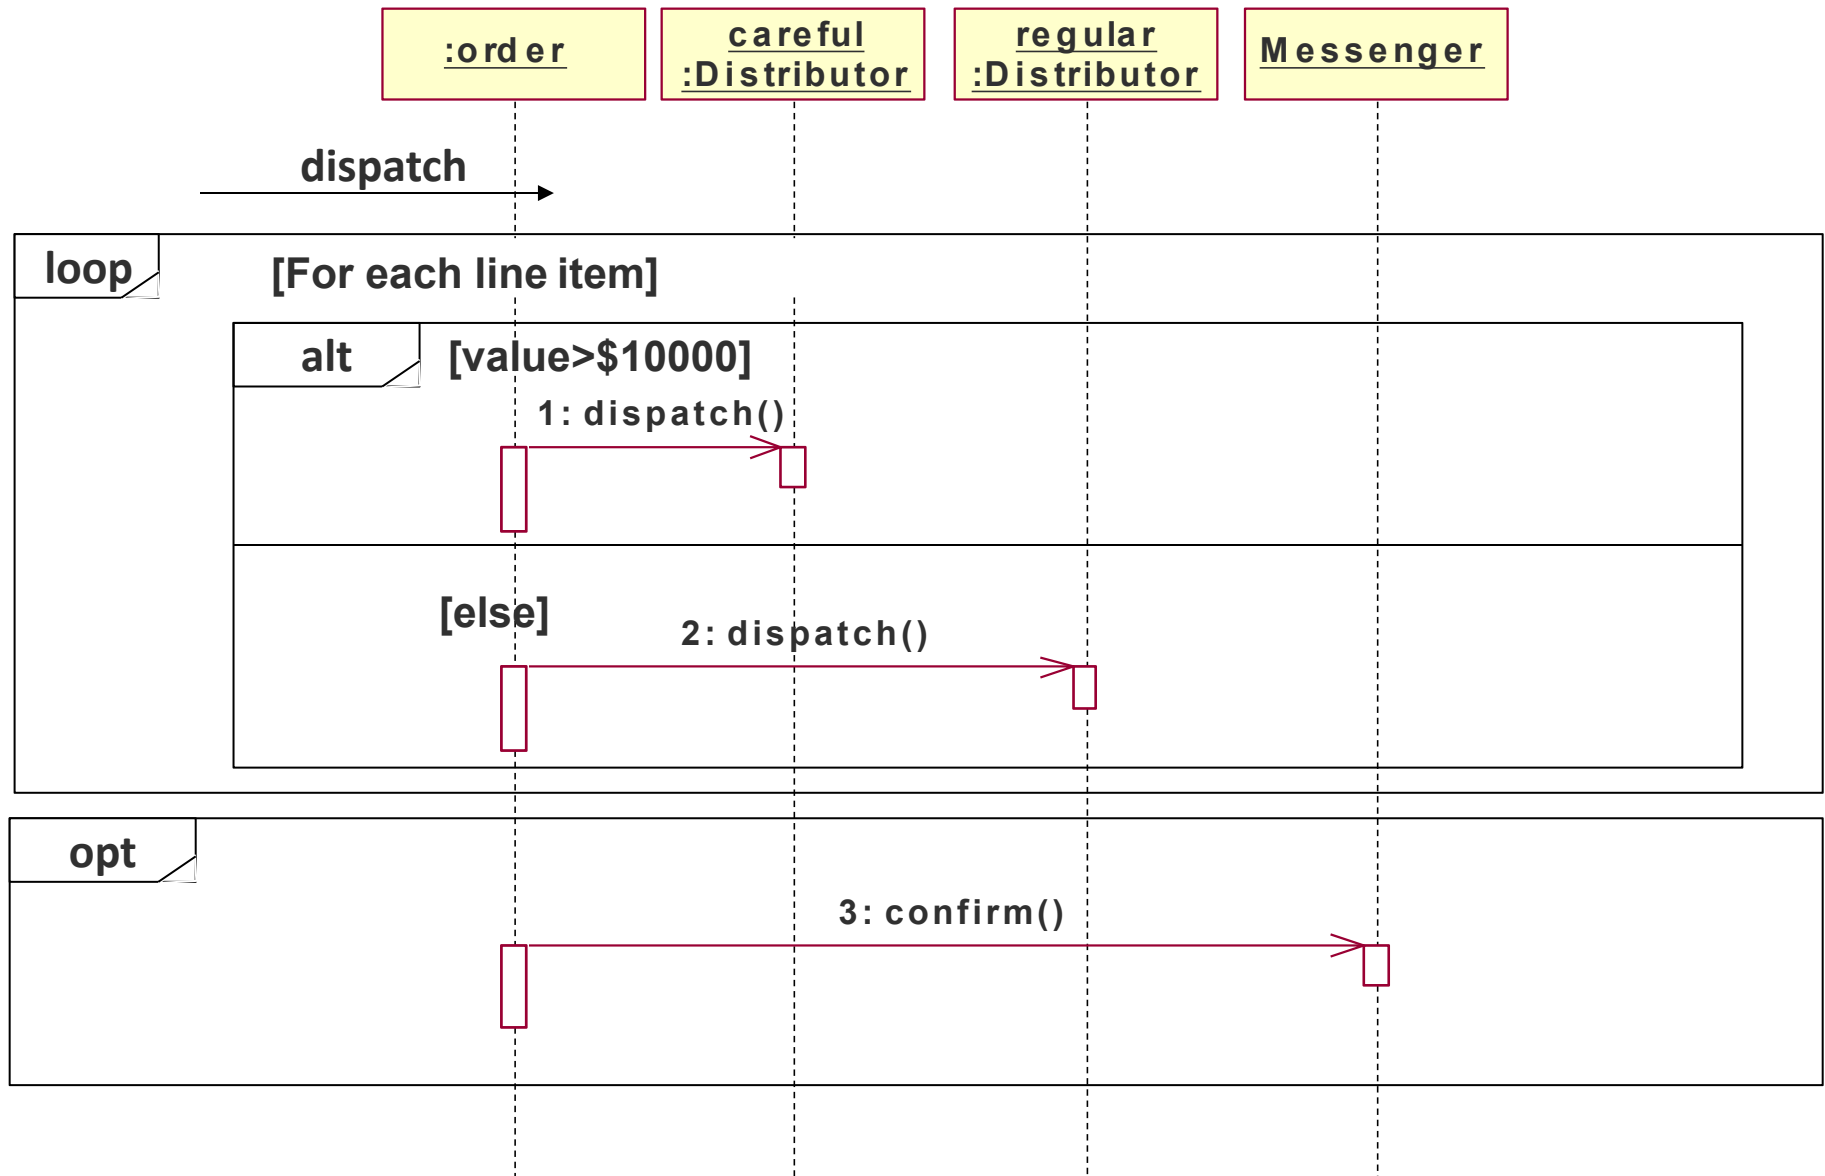 :order
careful
:Distributor
regular
:Distributor
Messenger
dispatch
loop
[For each line item]
alt
[value>$10000]
1: dispatch()
[else]
2: dispatch()
opt
3: confirm()